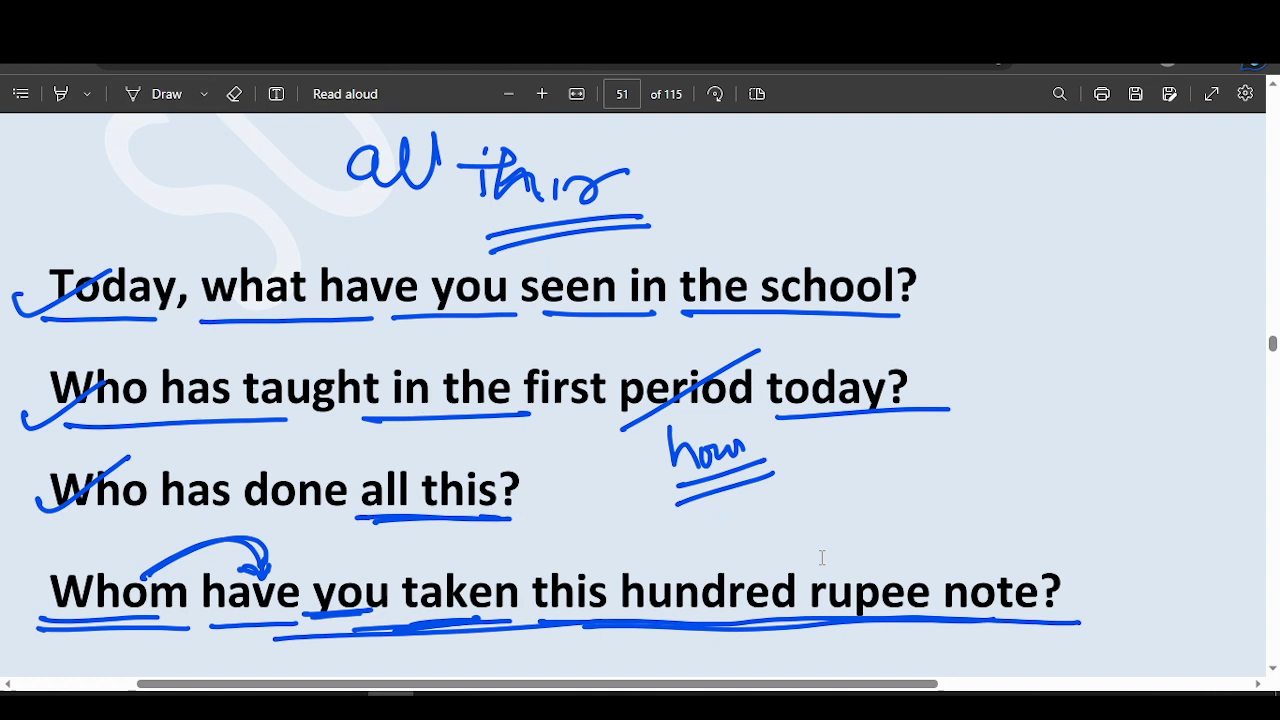 Draw
Read aloud
51 of 115
all this
Today, what have you seen in the school?
Who has taught in the first period today?
Who has done all this?
Whom have you taken this hundred rupee note?